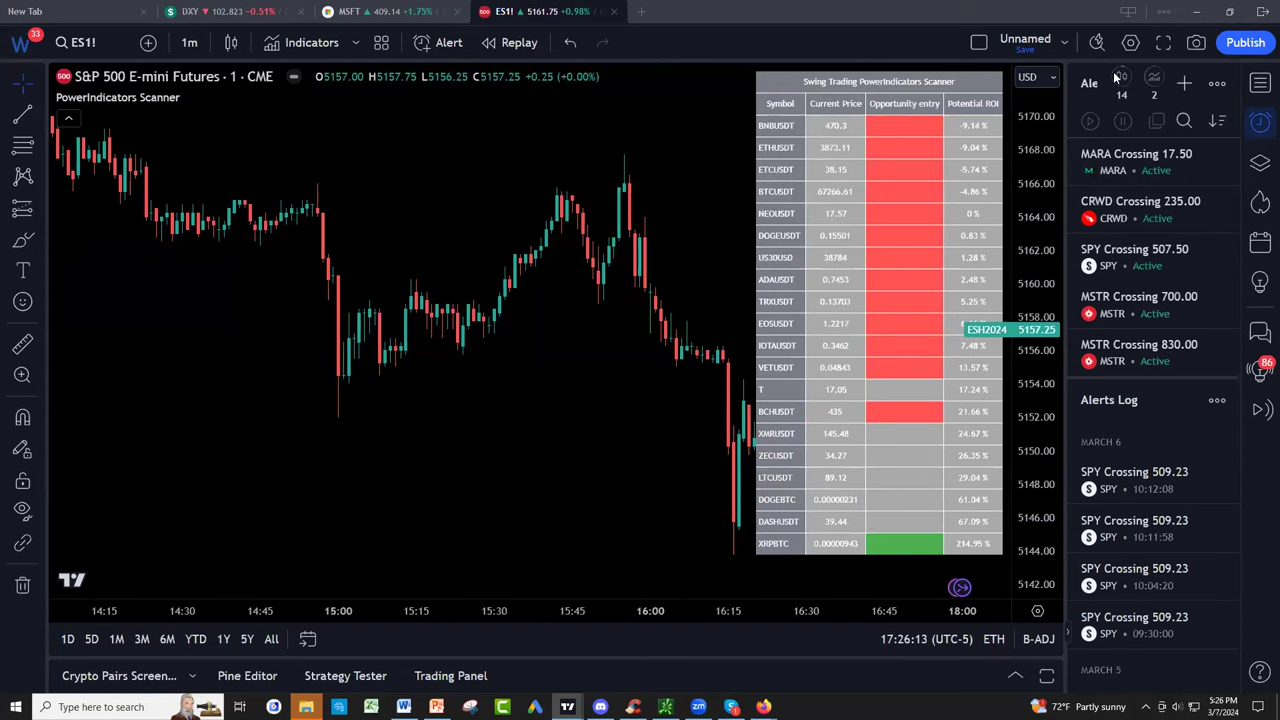 New Tab
DXY ▼ 102.823 -0.51%
MSFT ▲ 409.14 +1.75%
ES1! ▲ 5161.75 +0.98%
33
ES1!
1m
Indicators
Alert
Replay
Unnamed
Save
Publish
500 S&P 500 E-mini Futures · 1 · CME
O5157.00 H5157.75 L5156.25 C5157.25 +0.25 (+0.00%)
PowerIndicators Scanner
USD
Swing Trading PowerIndicators Scanner
Symbol Current Price Opportunity entry Potential ROI
BNBUSDT 470.3 -9.14 %
ETHUSDT 3873.11 -9.04 %
ETCUSDT 38.15 -5.74 %
BTCUSDT 67266.61 -4.86 %
NEOUSDT 17.57 0 %
DOGEUSDT 0.15501 0.83 %
US30USD 38784 1.28 %
ADAUSDT 0.7453 2.48 %
TRXUSDT 0.13703 5.25 %
EOSUSDT 1.2217
IOTAUSDT 0.3462 7.48 %
VETUSDT 0.04843 13.57 %
T 17.05 17.24 %
BCHUSDT 435 21.66 %
XMRUSDT 145.48 24.67 %
ZECUSDT 34.27 26.35 %
LTCUSDT 89.12 29.04 %
DOGEBTC 0.00000231 61.04 %
DASHUSDT 39.44 67.09 %
XRPBTC 0.00000943 214.95 %
5170.00
5168.00
5166.00
5164.00
5162.00
5160.00
5158.00
ESH2024 5157.25
5156.00
5154.00
5152.00
5150.00
5148.00
5146.00
5144.00
5142.00
14:15 14:30 14:45 15:00 15:15 15:30 15:45 16:00 16:15 16:30 16:45 18:00
1D 5D 1M 3M 6M YTD 1Y 5Y All
17:26:13 (UTC-5) ETH B-ADJ
Crypto Pairs Screen... Pine Editor Strategy Tester Trading Panel
Ale
14
2
MARA Crossing 17.50
MARA • Active
CRWD Crossing 235.00
CRWD • Active
SPY Crossing 507.50
SPY • Active
MSTR Crossing 700.00
MSTR • Active
MSTR Crossing 830.00
MSTR • Active
Alerts Log
MARCH 6
SPY Crossing 509.23
SPY • 10:12:08
SPY Crossing 509.23
SPY • 10:11:58
SPY Crossing 509.23
SPY • 10:04:20
SPY Crossing 509.23
SPY • 09:30:00
MARCH 5
86
Type here to search
72°F Partly sunny
5:26 PM
3/7/2024